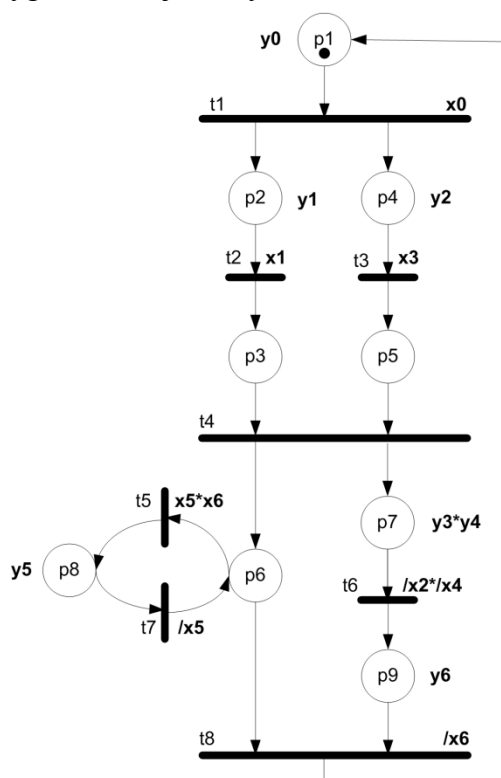 y0 p1
t1 x0
p2 y1 p4 y2
t2 x1 t3 x3
p3 p5
t4
t5 x5*x6
p7 y3*y4
y5 p8 p6
t6 /x2*/x4
t7 /x5
p9 y6
t8 /x6